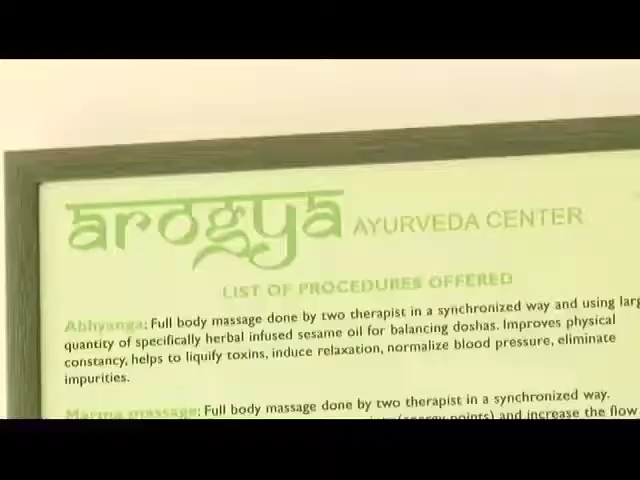 arogya AYURVEDA CENTER
LIST OF PROCEDURES OFFERED
Abhyanga: Full body massage done by two therapist in a synchronized way and using larg
quantity of specifically herbal infused sesame oil for balancing doshas. Improves physical
constancy, helps to liquify toxins, induce relaxation, normalize blood pressure, eliminate
impurities.
Marma massage: Full body massage done by two therapist in a synchronized way.
points) and increase the flow